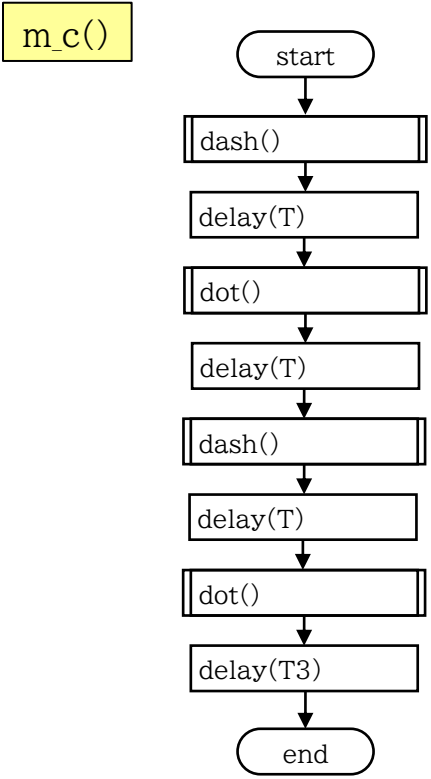 m_c()
start
dash()
delay(T)
dot()
delay(T)
dash()
delay(T)
dot()
delay(T3)
end